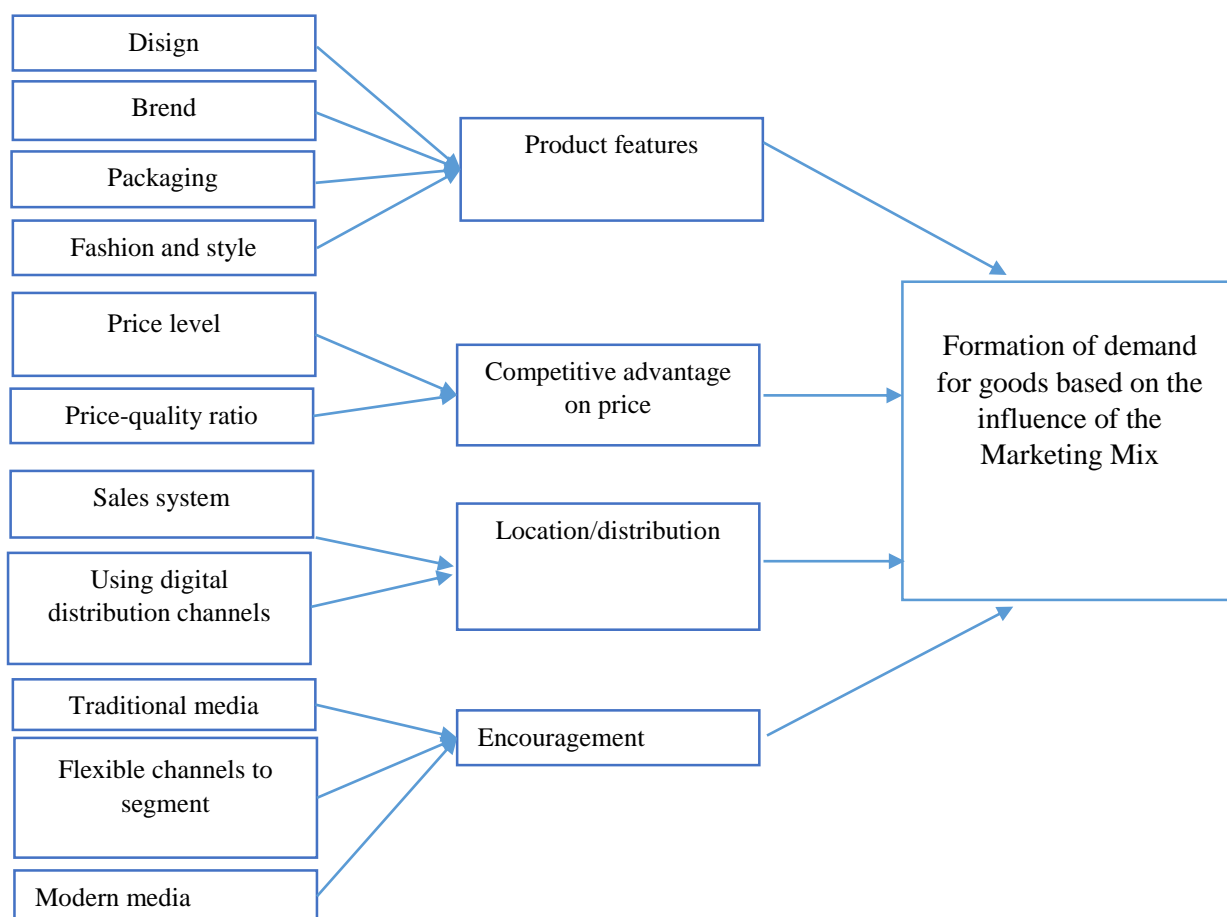 Disign
Brend
Packaging
Fashion and style
Price level
Price-quality ratio
Sales system
Using digital
distribution channels
Traditional media
Flexible channels to
segment
Modern media
Product features
Competitive advantage
on price
Location/distribution
Encouragement
Formation of demand
for goods based on the
influence of the
Marketing Mix